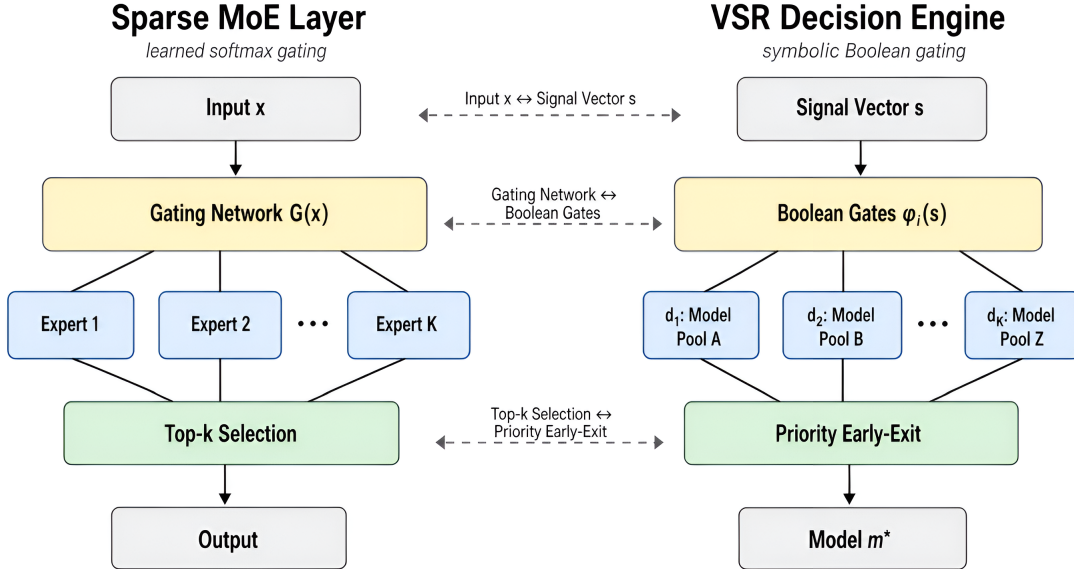 Sparse MoE Layer
learned softmax gating
VSR Decision Engine
symbolic Boolean gating
Input x
Input x ↔ Signal Vector s
Signal Vector s
Gating Network G(x)
Gating Network ↔
Boolean Gates
Boolean Gates φᵢ(s)
Expert 1
Expert 2
•••
Expert K
d₁: Model
Pool A
d₂: Model
Pool B
•••
d_K: Model
Pool Z
Top-k Selection
Top-k Selection ↔
Priority Early-Exit
Priority Early-Exit
Output
Model m*